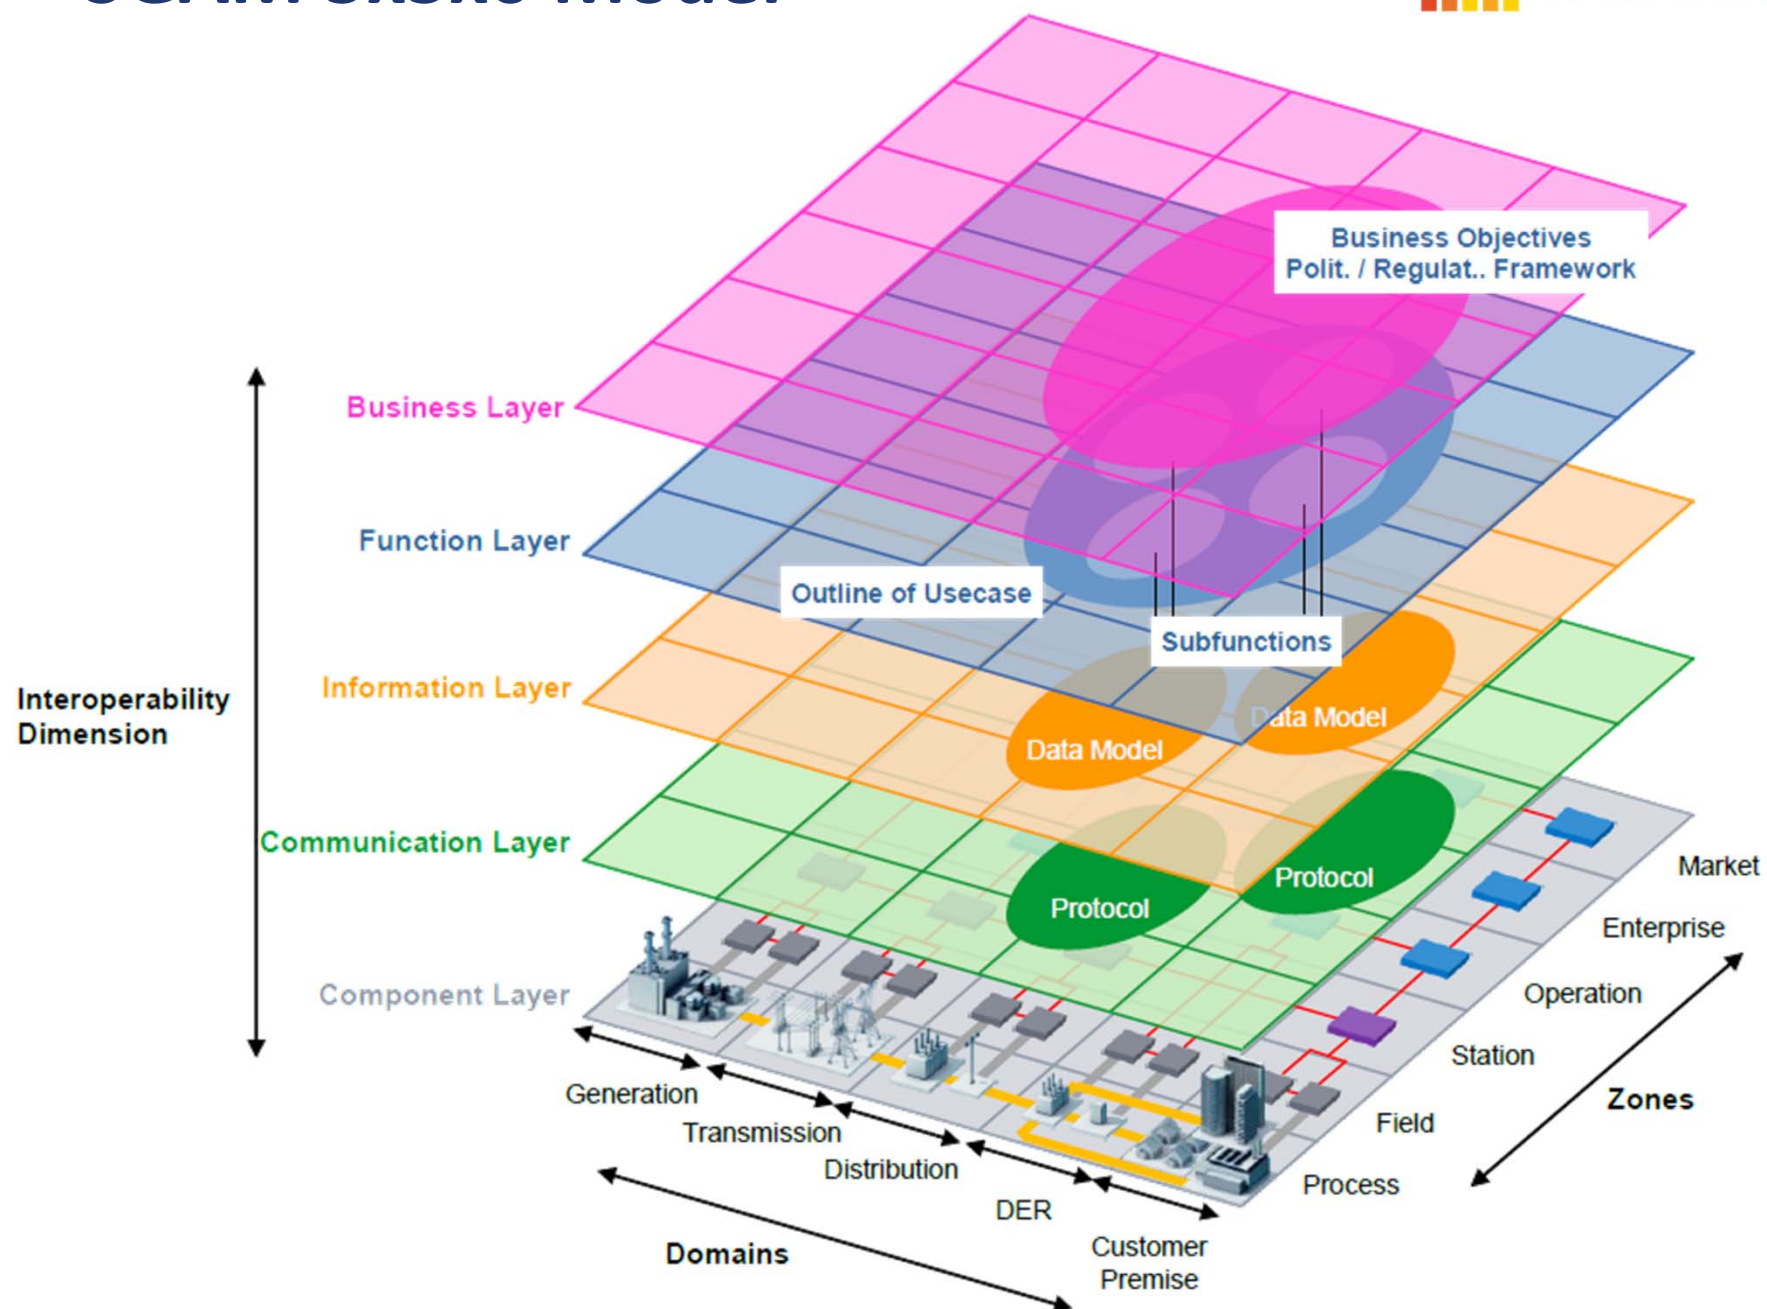 Business Objectives
Polit. / Regulat.. Framework
Business Layer
Function Layer
Outline of Usecase
Subfunctions
Information Layer
Interoperability
Dimension
Data Model
Data Model
Communication Layer
Protocol
Protocol
Component Layer
Market
Enterprise
Operation
Station
Zones
Field
Process
Generation
Transmission
Distribution
DER
Customer
Premise
Domains